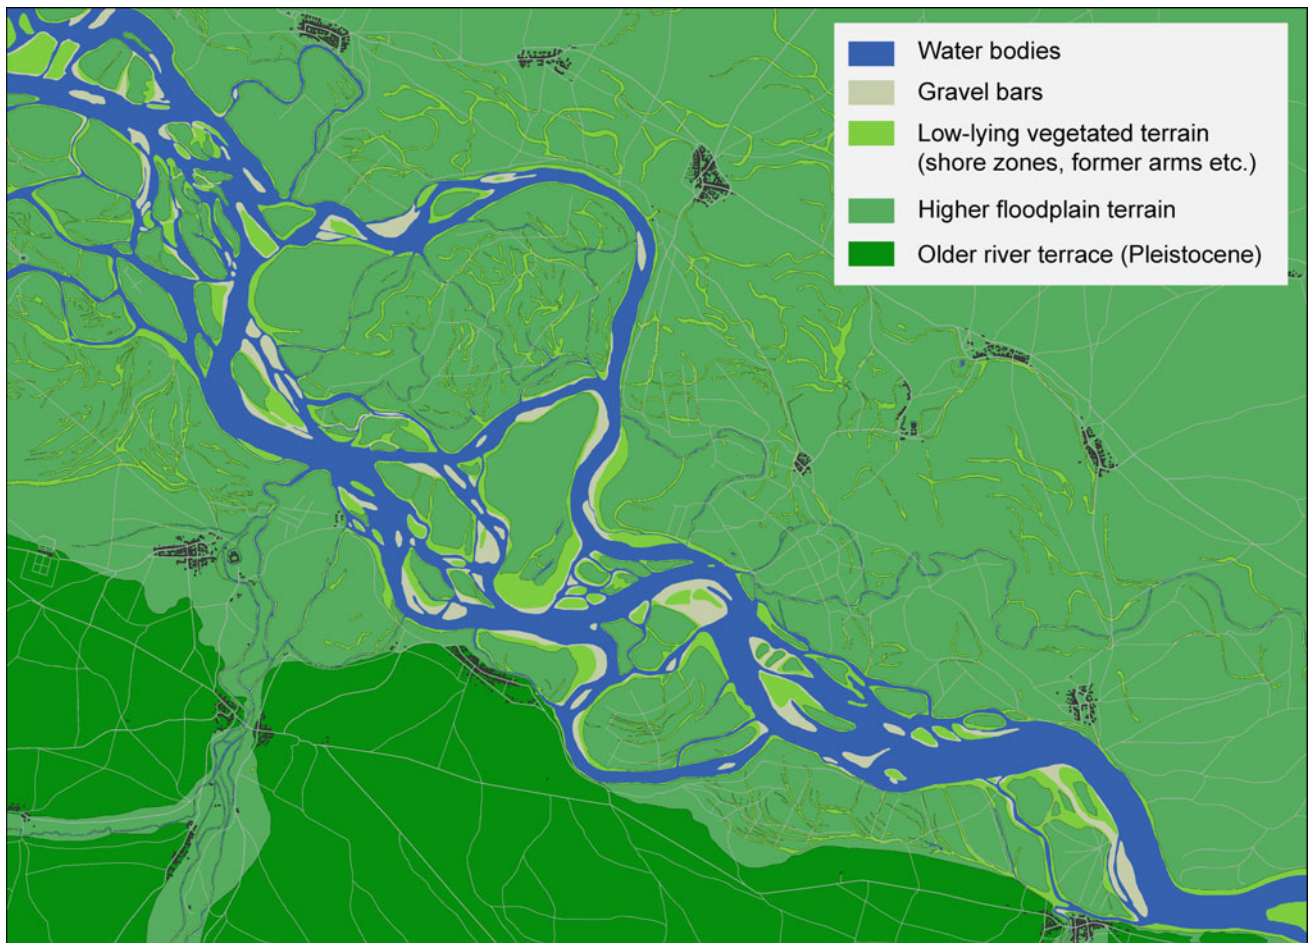 Water bodies
Gravel bars
Low-lying vegetated terrain
(shore zones, former arms etc.)
Higher floodplain terrain
Older river terrace (Pleistocene)